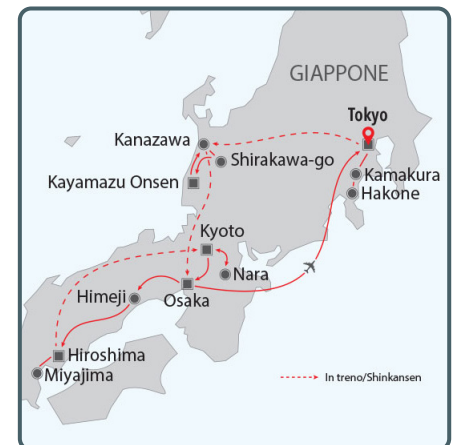 GIAPPONE
Tokyo
Kanazawa
Shirakawa-go
Kamakura
Kayamazu Onsen
Hakone
Kyoto
Nara
Himeji
Osaka
Hiroshima
Miyajima
In treno/Shinkansen